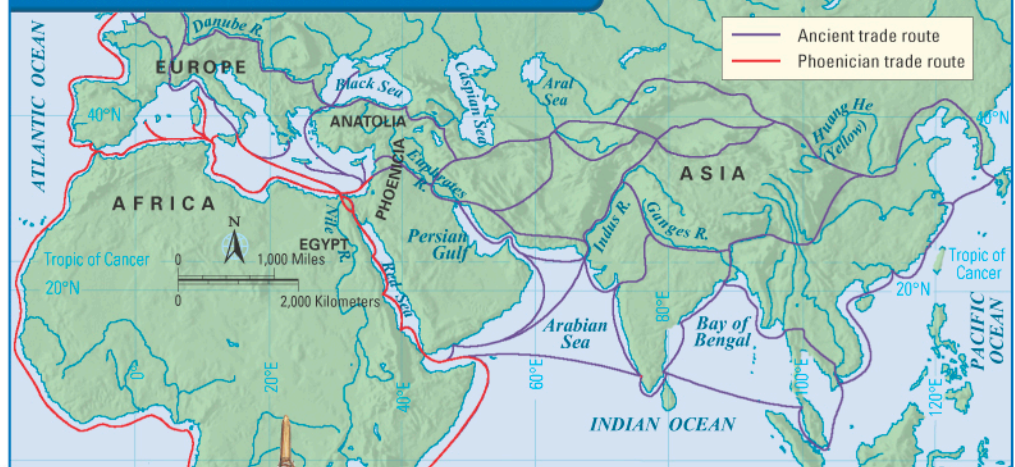 Ancient trade route
Phoenician trade route
ATLANTIC OCEAN
Danube R.
EUROPE
Black Sea
Caspian Sea
Aral
Sea
40°N
40°N
ANATOLIA
PHOENICIA
Euphrates
R.
Huang He
(Yellow)
ASIA
AFRICA
N
Nile R.
EGYPT
Persian
Gulf
Indus R.
Ganges R.
Tropic of Cancer
0
1,000 Miles
0
2,000 Kilometers
20°N
Red Sea
Tropic of
Cancer
20°N
PACIFIC
OCEAN
Arabian
Sea
Bay of
Bengal
0°
20°E
40°E
60°E
80°E
100°E
120°E
INDIAN OCEAN